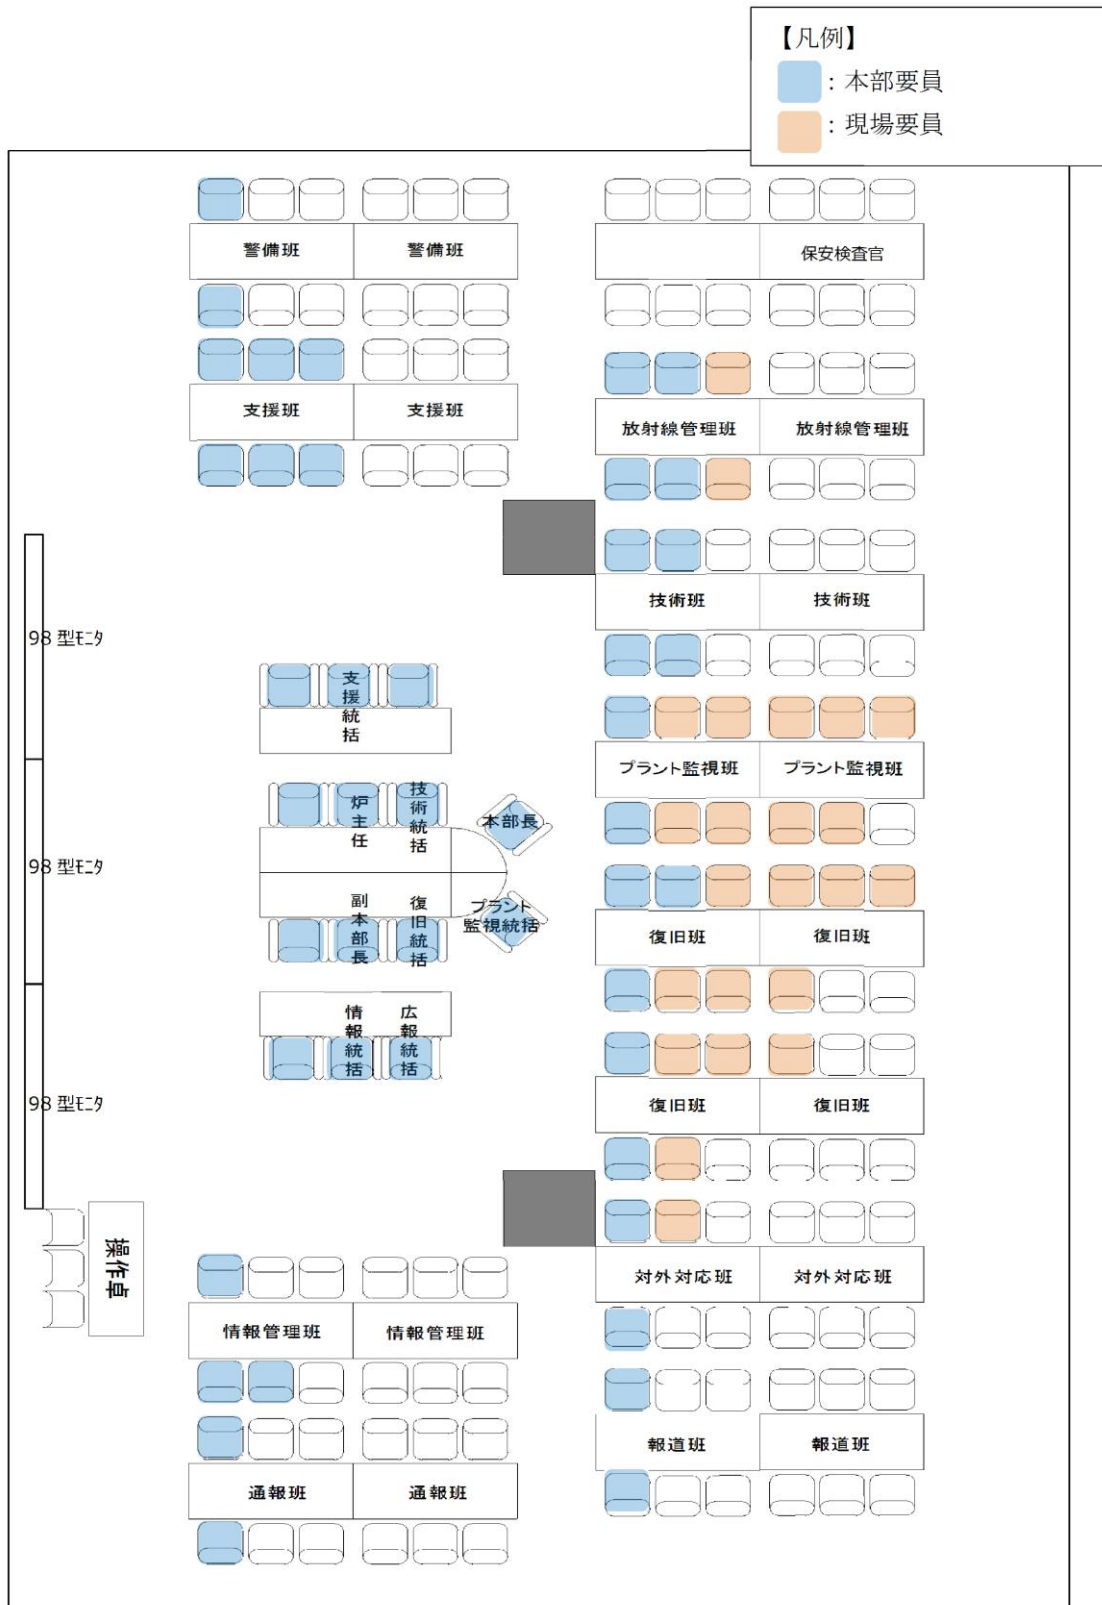 【凡例】
：本部要員
：現場要員
警備班 警備班
保安検査官
支援班 支援班
放射線管理班 放射線管理班
技術班 技術班
98 型ﾓﾆﾀ
支援統括
プラント監視班 プラント監視班
炉主任
技術統括
本部長
98 型ﾓﾆﾀ
副本部長
復旧統括
プラント
監視統括
復旧班 復旧班
情報統括
広報統括
98 型ﾓﾆﾀ
復旧班 復旧班
操作卓
対外対応班 対外対応班
情報管理班 情報管理班
報道班 報道班
通報班 通報班